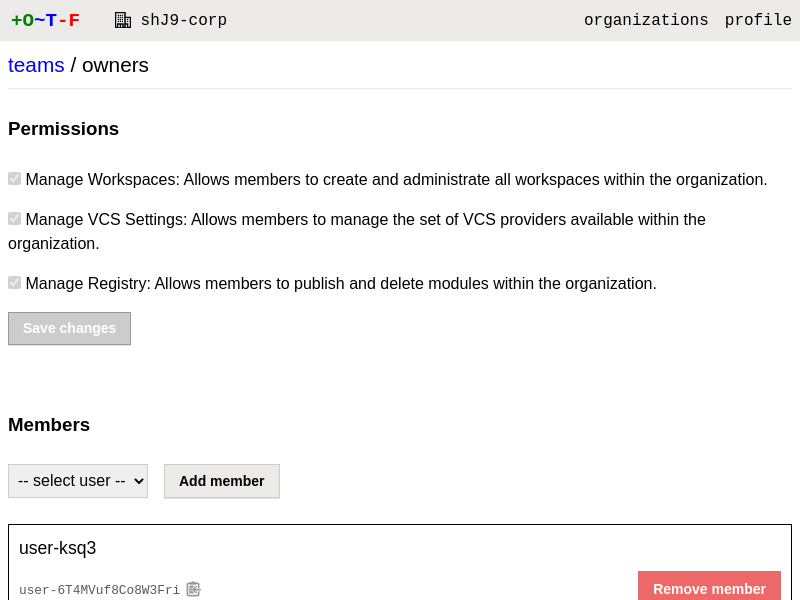 +O~T-F shJ9-corp organizations profile
teams / owners
Permissions
Manage Workspaces: Allows members to create and administrate all workspaces within the organization.
Manage VCS Settings: Allows members to manage the set of VCS providers available within the
organization.
Manage Registry: Allows members to publish and delete modules within the organization.
Save changes
Members
-- select user -- Add member
user-ksq3
user-6T4MVuf8Co8W3Fri Remove member